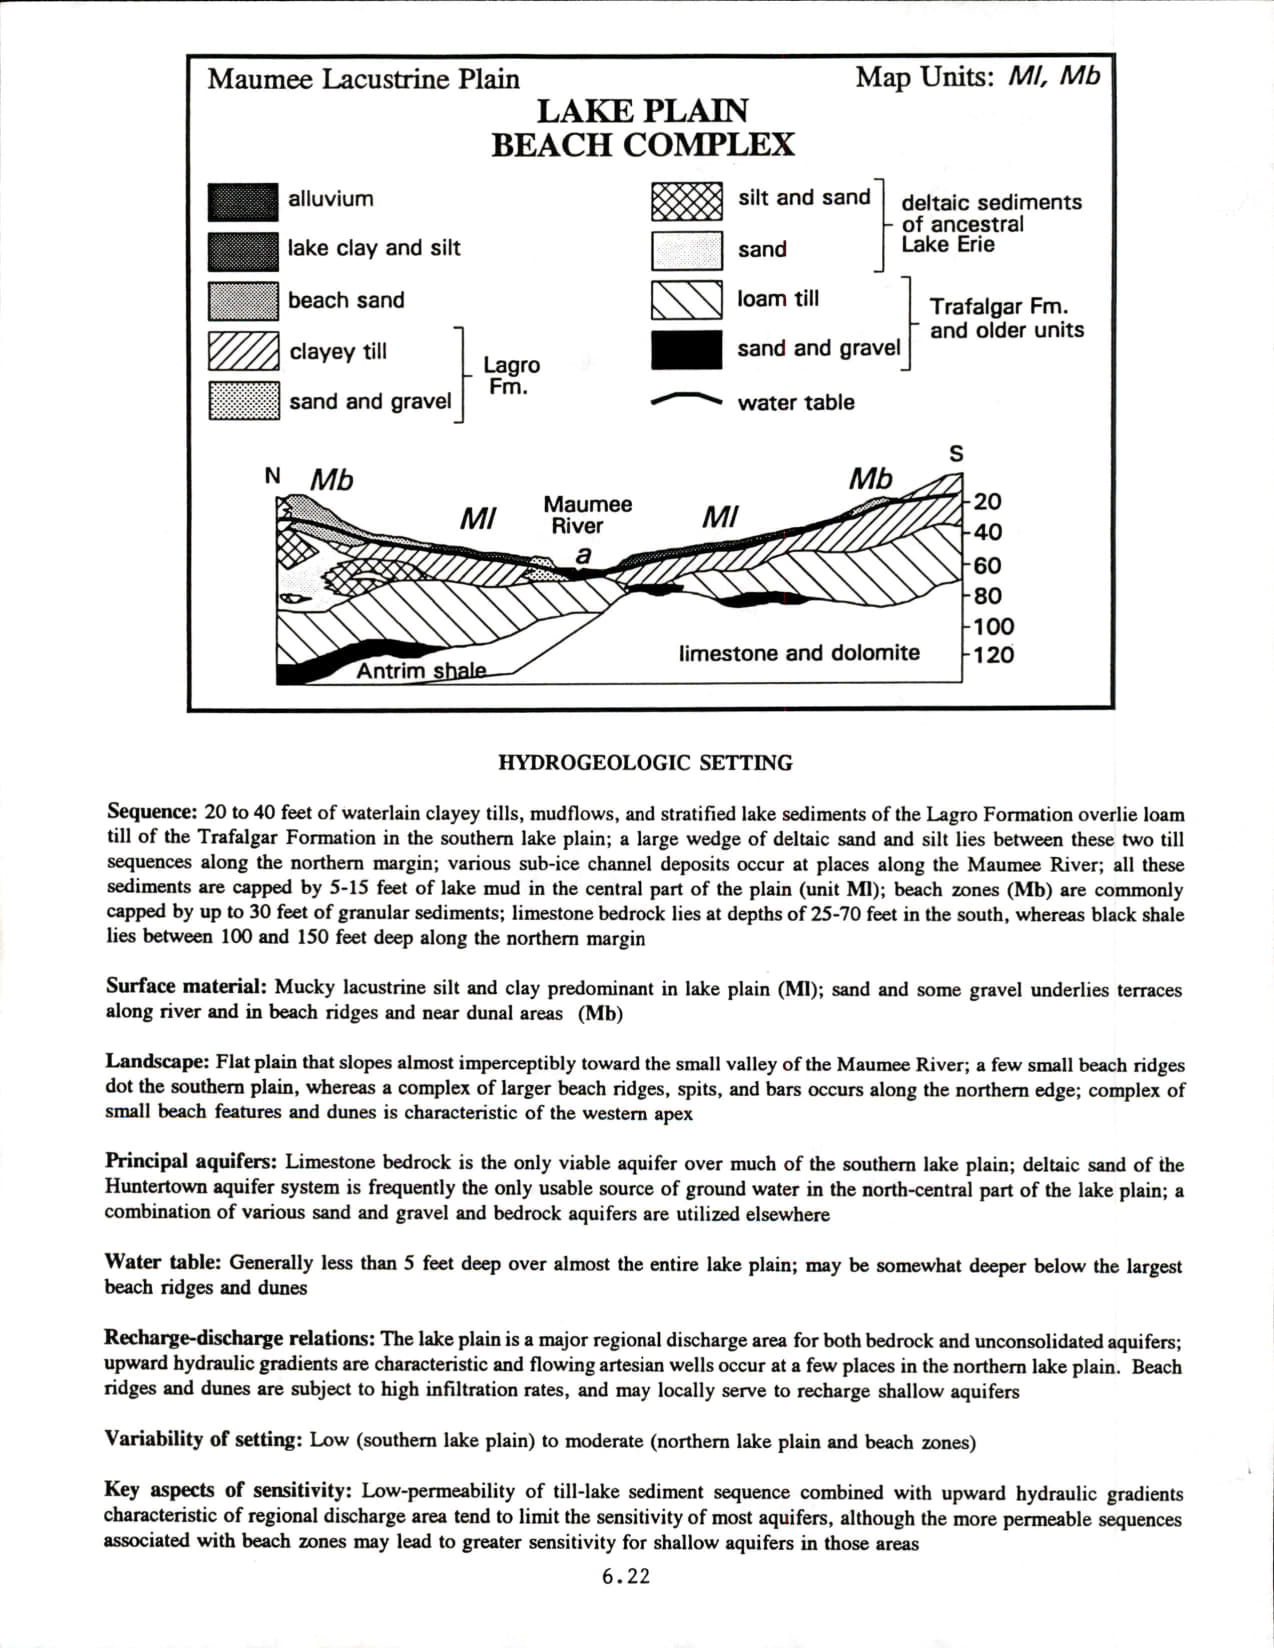 Maumee Lacustrine Plain
Map Units: Ml, Mb
LAKE PLAIN
BEACH COMPLEX
alluvium
lake clay and silt
beach sand
clayey till
sand and gravel
Lagro
Fm.
silt and sand
sand
deltaic sediments
of ancestral
Lake Erie
loam till
sand and gravel
Trafalgar Fm.
and older units
water table
N
Mb
Ml
Maumee
River
a
Ml
Mb
S
20
40
60
80
100
120
limestone and dolomite
Antrim shale
HYDROGEOLOGIC SETTING
Sequence: 20 to 40 feet of waterlain clayey tills, mudflows, and stratified lake sediments of the Lagro Formation overlie loam
till of the Trafalgar Formation in the southern lake plain; a large wedge of deltaic sand and silt lies between these two till
sequences along the northern margin; various sub-ice channel deposits occur at places along the Maumee River; all these
sediments are capped by 5-15 feet of lake mud in the central part of the plain (unit Ml); beach zones (Mb) are commonly
capped by up to 30 feet of granular sediments; limestone bedrock lies at depths of 25-70 feet in the south, whereas black shale
lies between 100 and 150 feet deep along the northern margin
Surface material: Mucky lacustrine silt and clay predominant in lake plain (Ml); sand and some gravel underlies terraces
along river and in beach ridges and near dunal areas (Mb)
Landscape: Flat plain that slopes almost imperceptibly toward the small valley of the Maumee River; a few small beach ridges
dot the southern plain, whereas a complex of larger beach ridges, spits, and bars occurs along the northern edge; complex of
small beach features and dunes is characteristic of the western apex
Principal aquifers: Limestone bedrock is the only viable aquifer over much of the southern lake plain; deltaic sand of the
Huntertown aquifer system is frequently the only usable source of ground water in the north-central part of the lake plain; a
combination of various sand and gravel and bedrock aquifers are utilized elsewhere
Water table: Generally less than 5 feet deep over almost the entire lake plain; may be somewhat deeper below the largest
beach ridges and dunes
Recharge-discharge relations: The lake plain is a major regional discharge area for both bedrock and unconsolidated aquifers;
upward hydraulic gradients are characteristic and flowing artesian wells occur at a few places in the northern lake plain. Beach
ridges and dunes are subject to high infiltration rates, and may locally serve to recharge shallow aquifers
Variability of setting: Low (southern lake plain) to moderate (northern lake plain and beach zones)
Key aspects of sensitivity: Low-permeability of till-lake sediment sequence combined with upward hydraulic gradients
characteristic of regional discharge area tend to limit the sensitivity of most aquifers, although the more permeable sequences
associated with beach zones may lead to greater sensitivity for shallow aquifers in those areas
6.22